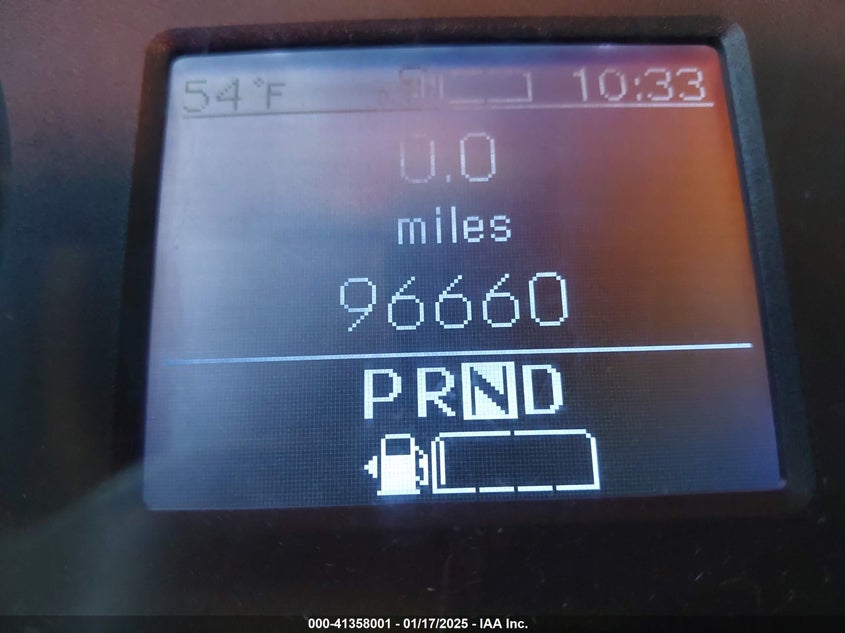 54°F 10:33
0.0
miles
96660
PRND
000-41358001 - 01/17/2025 - IAA Inc.